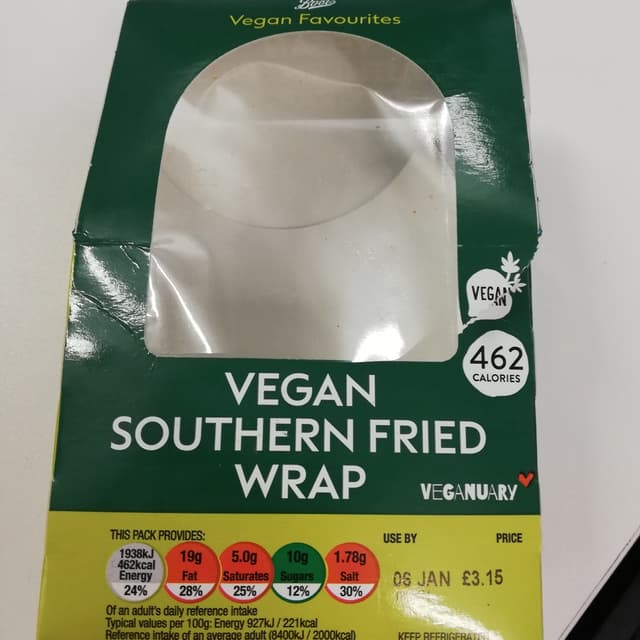 Boots
Vegan Favourites
VEGAN
462
CALORIES
VEGAN
SOUTHERN FRIED
WRAP
VEGANUARY
THIS PACK PROVIDES:
USE BY
PRICE
1938kJ
462kcal
Energy
24%
19g
Fat
28%
5.0g
Saturates
25%
10g
Sugars
12%
1.78g
Salt
30%
06 JAN £3.15
Of an adult's daily reference intake
Typical values per 100g: Energy 927kJ / 221kcal
Reference intake of an average adult (8400kJ / 2000kcal)
KEEP REFRIGERATED